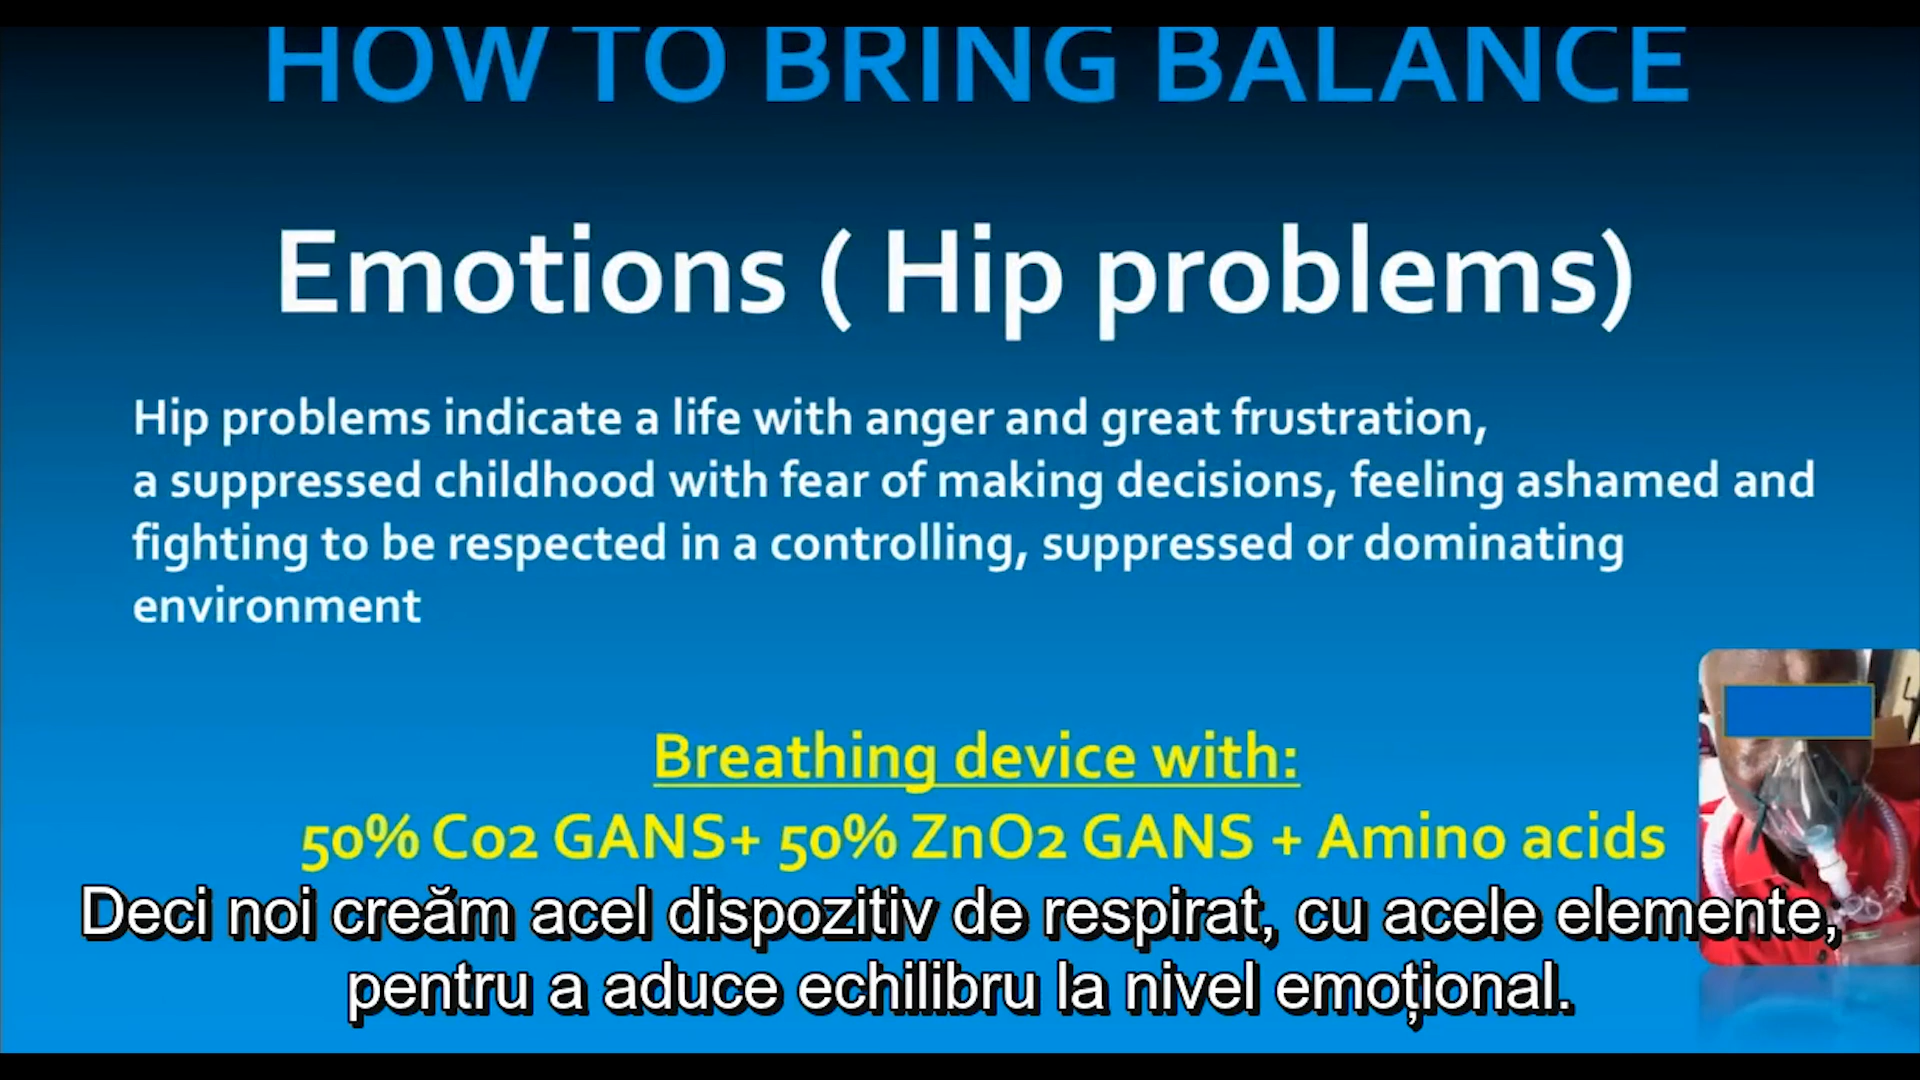 HOW TO BRING BALANCE
Emotions ( Hip problems)
Hip problems indicate a life with anger and great frustration,
a suppressed childhood with fear of making decisions, feeling ashamed and
fighting to be respected in a controlling, suppressed or dominating
environment
Breathing device with:
50% Co2 GANS+ 50% ZnO2 GANS + Amino acids
Deci noi creăm acel dispozitiv de respirat, cu acele elemente,
pentru a aduce echilibru la nivel emoțional.